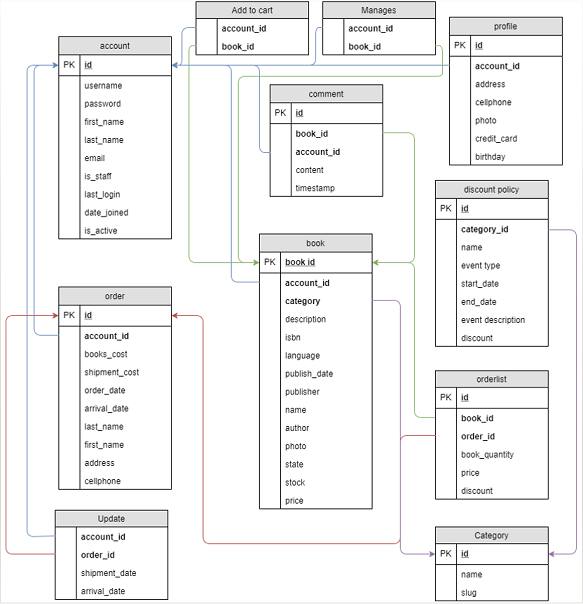 Add to cart
account_id
book_id
Manages
account_id
book_id
profile
PK id
account_id
address
cellphone
photo
credit_card
birthday
account
PK id
username
password
first_name
last_name
email
is_staff
last_login
date_joined
is_active
comment
PK id
book_id
account_id
content
timestamp
discount policy
PK id
category_id
name
event type
start_date
end_date
event description
discount
book
PK book id
account_id
category
description
isbn
language
publish_date
publisher
name
author
photo
state
stock
price
order
PK id
account_id
books_cost
shipment_cost
order_date
arrival_date
last_name
first_name
address
cellphone
orderlist
PK id
book_id
order_id
book_quantity
price
discount
Update
account_id
order_id
shipment_date
arrival_date
Category
PK id
name
slug